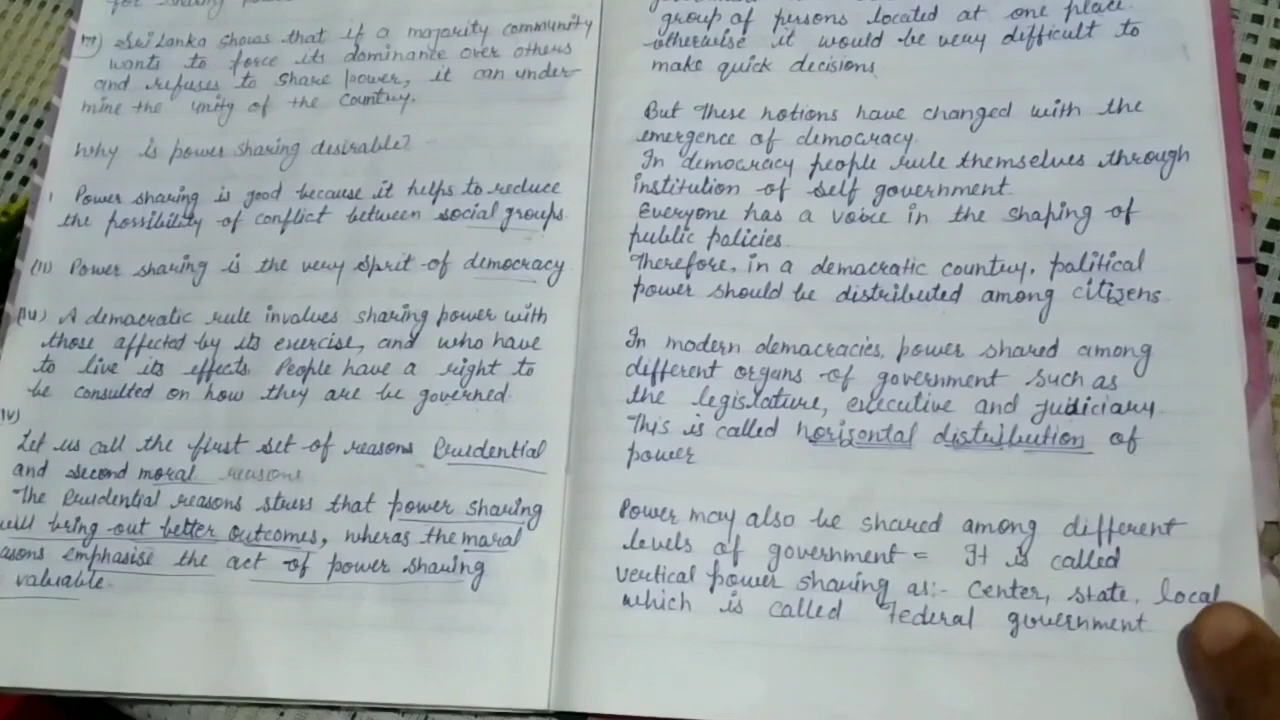 for sharing power
Sri Lanka shows that if a majority community
wants to force its dominance over others
and refuses to share power, it can under-
mine the unity of the country.
Why is power sharing desirable?
Power sharing is good because it helps to reduce
the possibility of conflict between social groups
(11) Power sharing is the very Sprit of democracy
A democratic rule involves sharing power with
those affected by its exercise, and who have
to live its effects. People have a right to
be consulted on how they are be governed
IV)
Let us call the first set of reasons Prudential
and second moral reasons
The Prudential reasons stress that power sharing
will bring out better outcomes, wheras the moral
asons emphasise the act of power sharing
valuable.
group of persons located at one place
otherwise it would be very difficult to
make quick decisions
But These notions have changed with the
emergence of democracy.
In democracy people rule themselves through
institution of self government.
Everyone has a voice in the shaping of
public policies
Therefore, in a democratic country, political
power should be distributed among citizens
In modern democracies, power shared among
different organs of government such as
the legislature, executive and judiciary
This is called horizontal distribution of
power
Power may also be shared among different
levels of government = It is called
vertical power sharing as:- Center, state, local
which is called Federal government